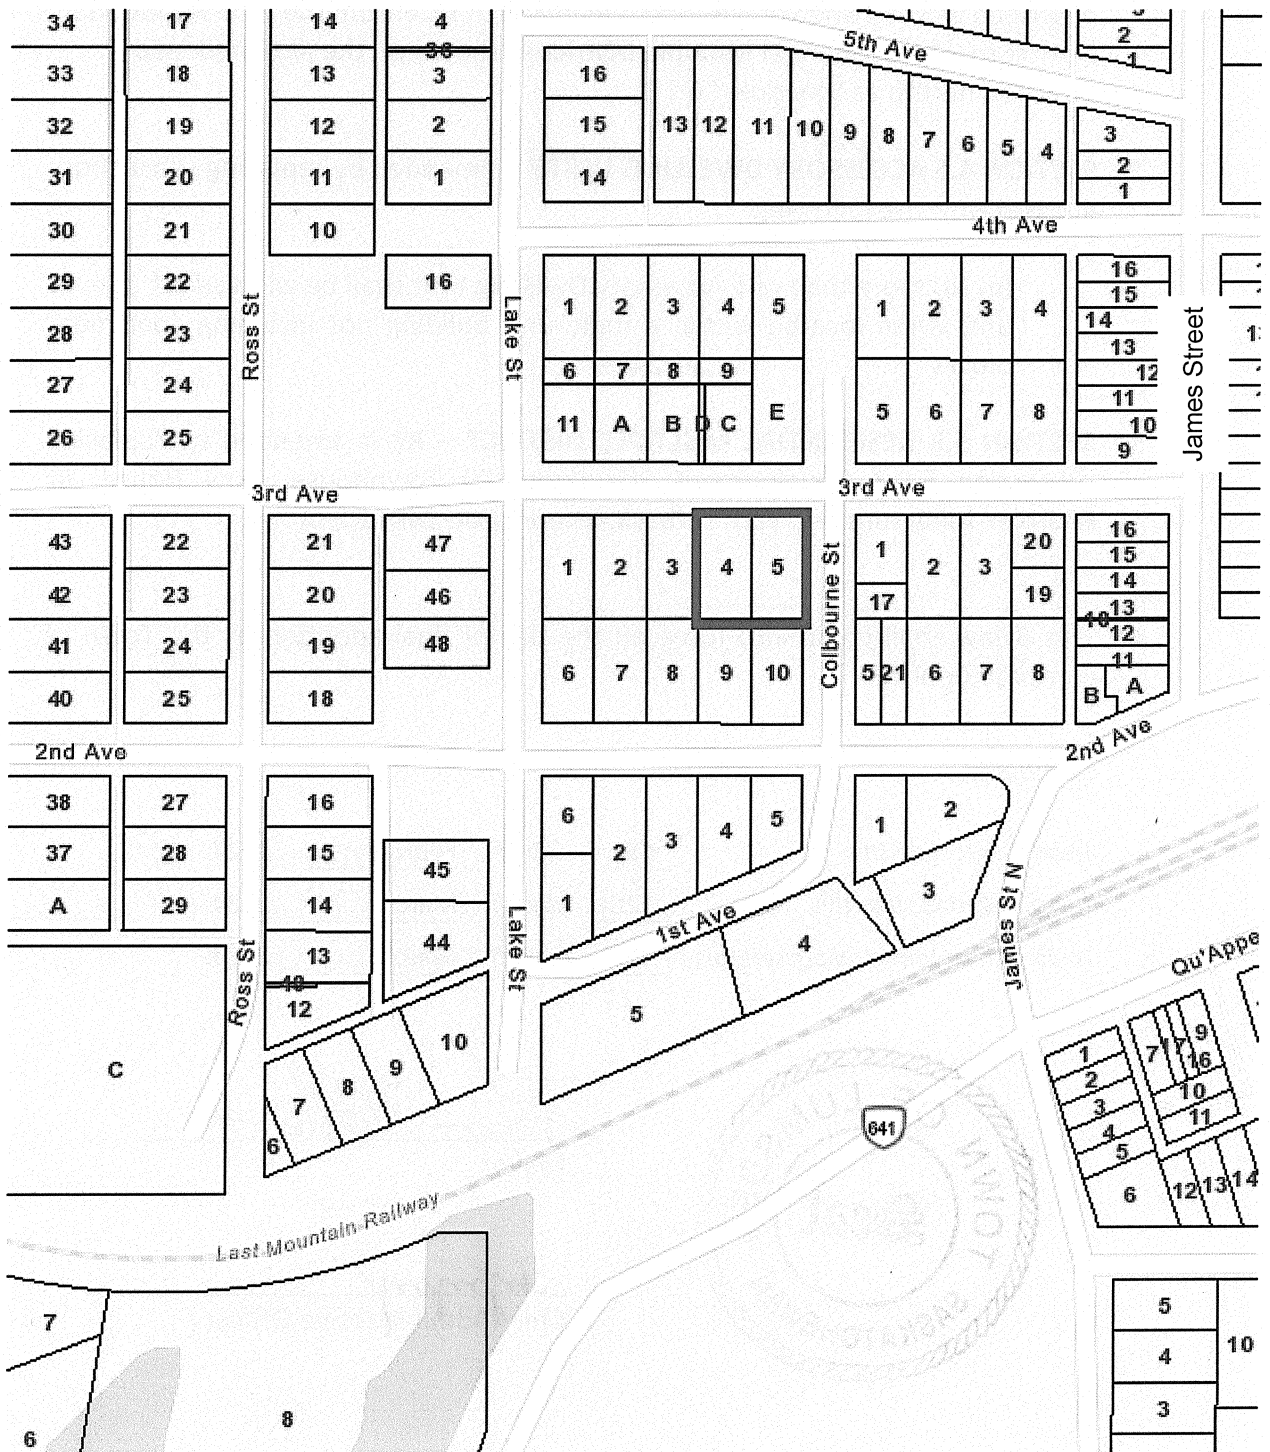 34 17 14 4
5th Ave
2
36
1
33 18 13 3 16
32 19 12 2 15 13 12 11 10 9 8 7 6 5 4 3
2
31 20 11 1 14 1
30 21 10
4th Ave
29 22 16 16
15
28 23 1 2 3 4 5 1 2 3 4 14
13
Ross St
Lake St
James Street
27 24 6 7 8 9 12
11
26 25 11 A B D C E 5 6 7 8 10
9
3rd Ave
3rd Ave
43 22 21 47 1 2 3 4 5 1 2 3 20 16
15
42 23 20 46 17 19 14
13
18
12
41 24 19 48 11
40 25 18 6 7 8 9 10 5 21 6 7 8 B A
Colbourne St
2nd Ave
2nd Ave
38 27 16 6 2 3 4 5 1 2
37 28 15 45
A 29 14 1 3
1st Ave
44 4
13
12
Ross St
Lake St
James St N
Qu'Appe
C 10 5
9
8
7
6
1 7 17 9
2 16
3 10
4 11
5
6 12 13 14
641
Last Mountain Railway
7 5
4 10
8 3
6
TOWN